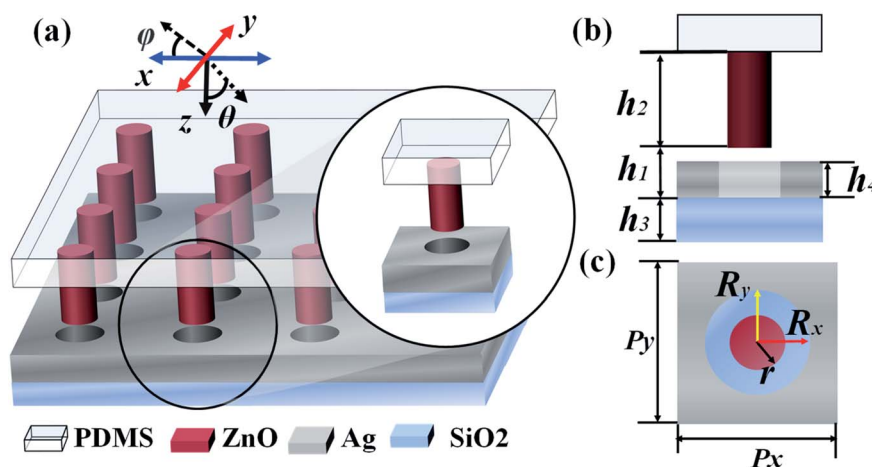 (a)
φ
y
x
z
θ
PDMS
ZnO
Ag
SiO2
(b)
h2
h1
h4
h3
(c)
Ry
Rx
Py
r
Px